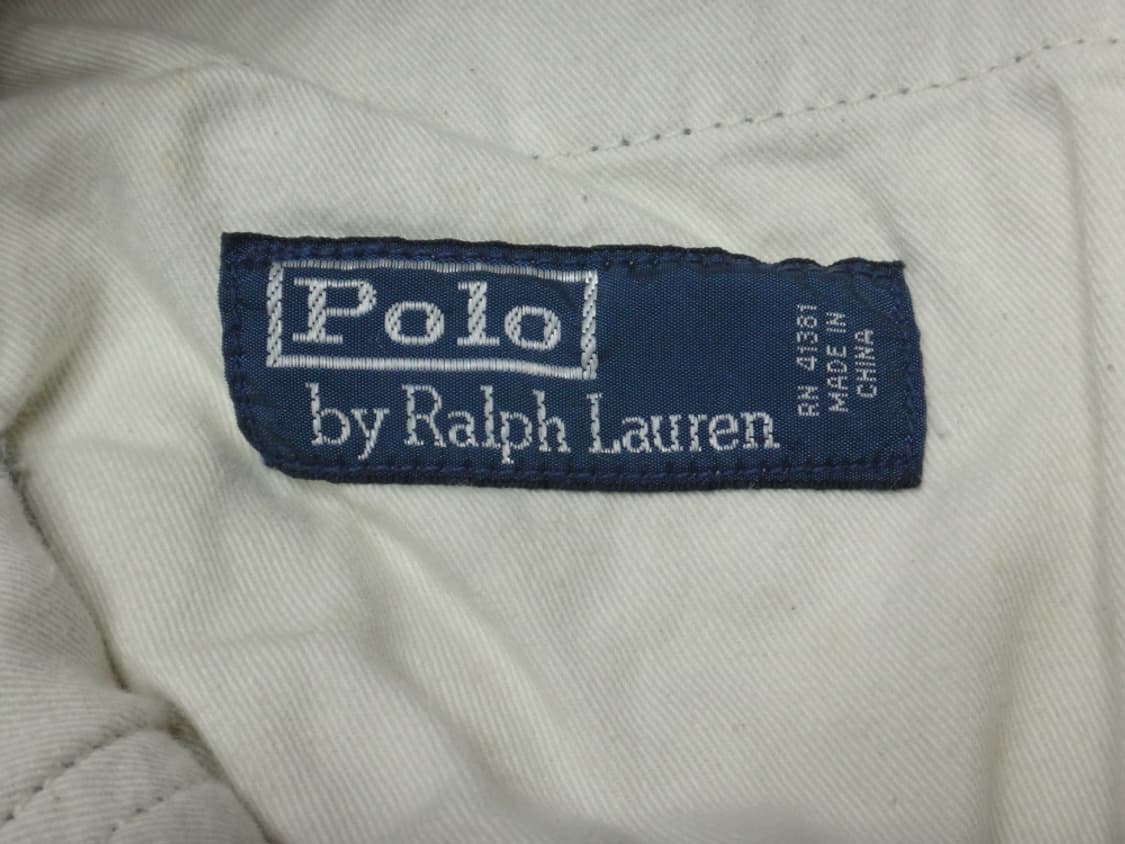 Polo
by Ralph Lauren
RN 41381
MADE IN
CHINA